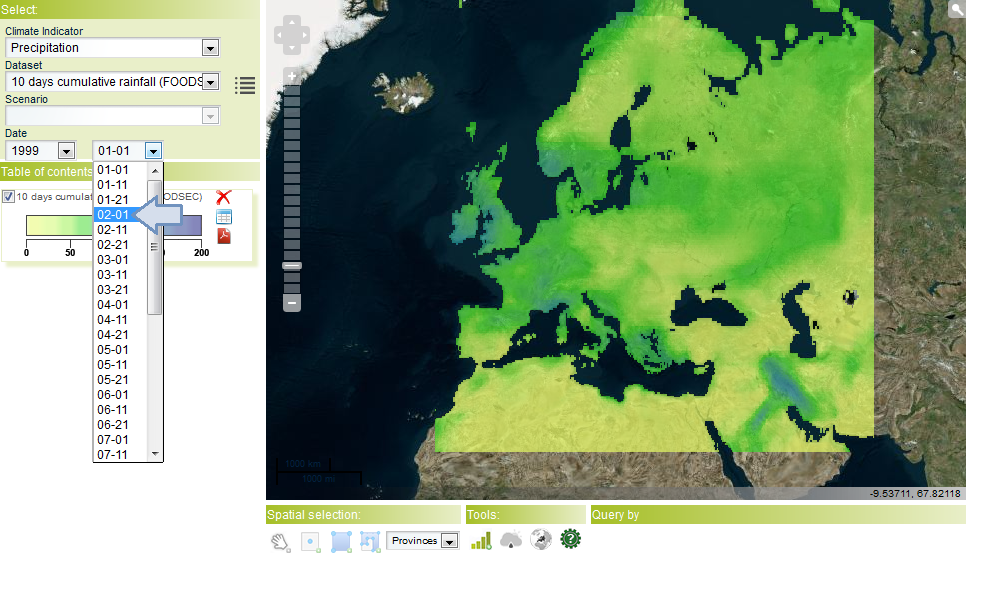 Select:
Climate Indicator
Precipitation
Dataset
10 days cumulative rainfall (FOODS
Scenario
Date
1999
01-01
Table of contents
01-01
01-11
01-21
02-01
02-11
02-21
03-01
03-11
03-21
04-01
04-11
04-21
05-01
05-11
05-21
06-01
06-11
06-21
07-01
07-11
10 days cumulat
ODSEC)
0
50
200
1000 km
1000 mi
-9.53711, 67.82118
Spatial selection:
Tools:
Query by
Provinces